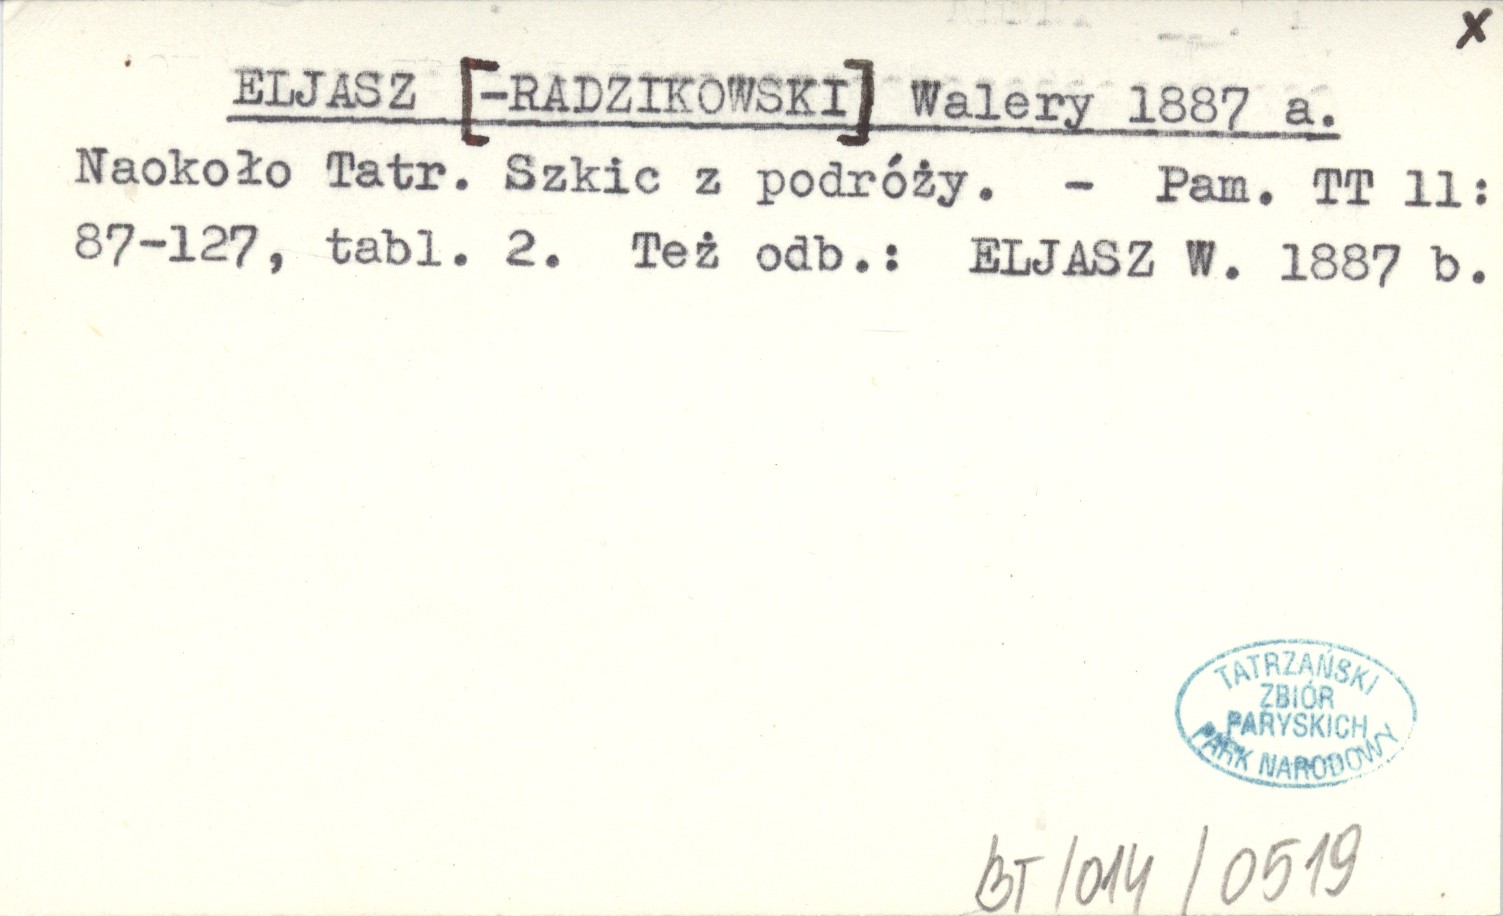 x
ELJASZ [-RADZIKOWSKI] Walery 1887 a.
Naokoło Tatr. Szkic z podróży. - Pam. TT 11:
87-127, tabl. 2. Też odb.: ELJASZ W. 1887 b.
TATRZAŃSKI
ZBIÓR
PARYSKICH
PARK NARODOWY
BT/014/0519